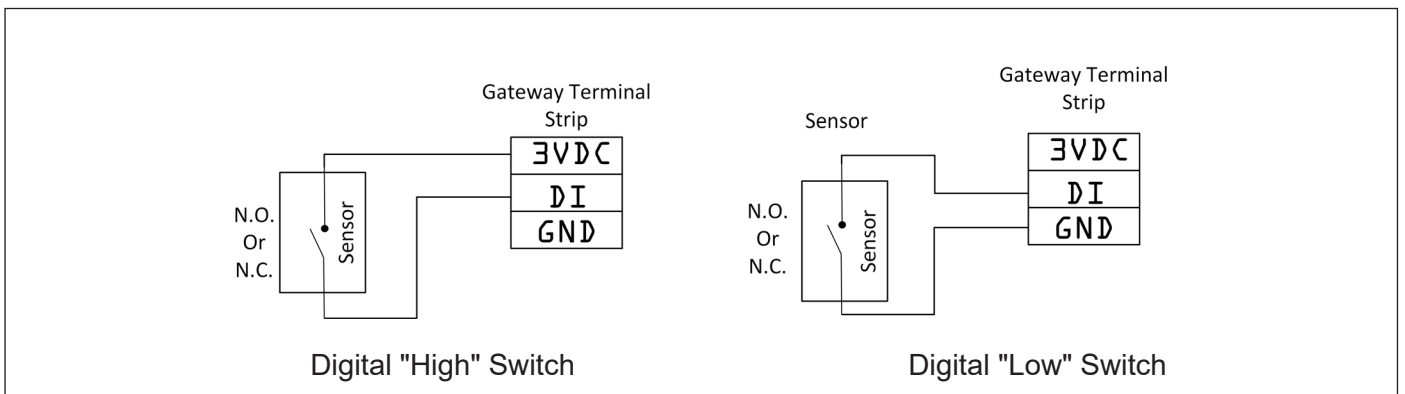 Gateway Terminal
Strip
3VDC
DI
GND
N.O.
Or
N.C.
Sensor
Digital "High" Switch
Gateway Terminal
Strip
Sensor
3VDC
DI
GND
N.O.
Or
N.C.
Sensor
Digital "Low" Switch